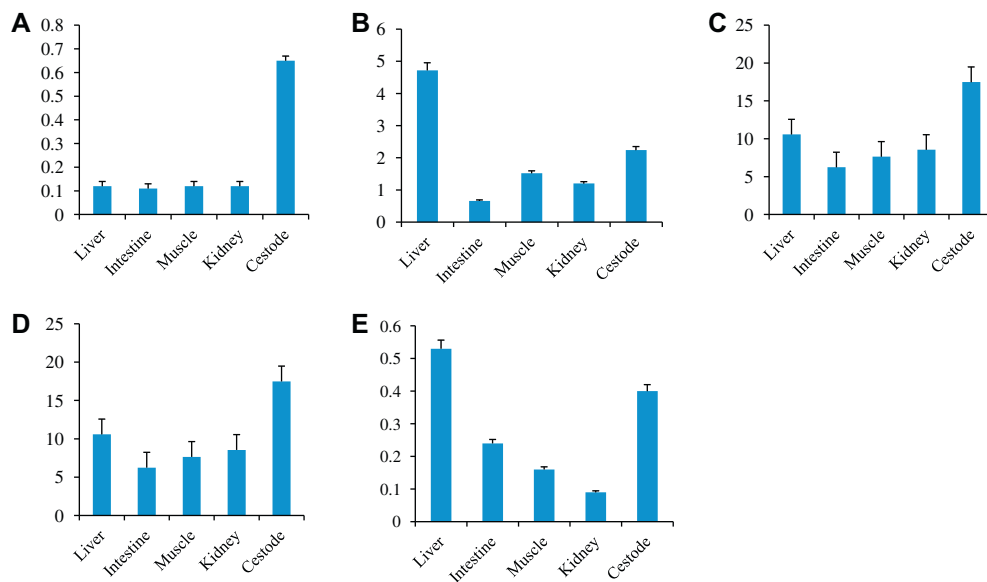 A
0.8
0.7
0.6
0.5
0.4
0.3
0.2
0.1
0
Liver
Intestine
Muscle
Kidney
Cestode
B
6
5
4
3
2
1
0
Liver
Intestine
Muscle
Kidney
Cestode
C
25
20
15
10
5
0
Liver
Intestine
Muscle
Kidney
Cestode
D
25
20
15
10
5
0
Liver
Intestine
Muscle
Kidney
Cestode
E
0.6
0.5
0.4
0.3
0.2
0.1
0
Liver
Intestine
Muscle
Kidney
Cestode